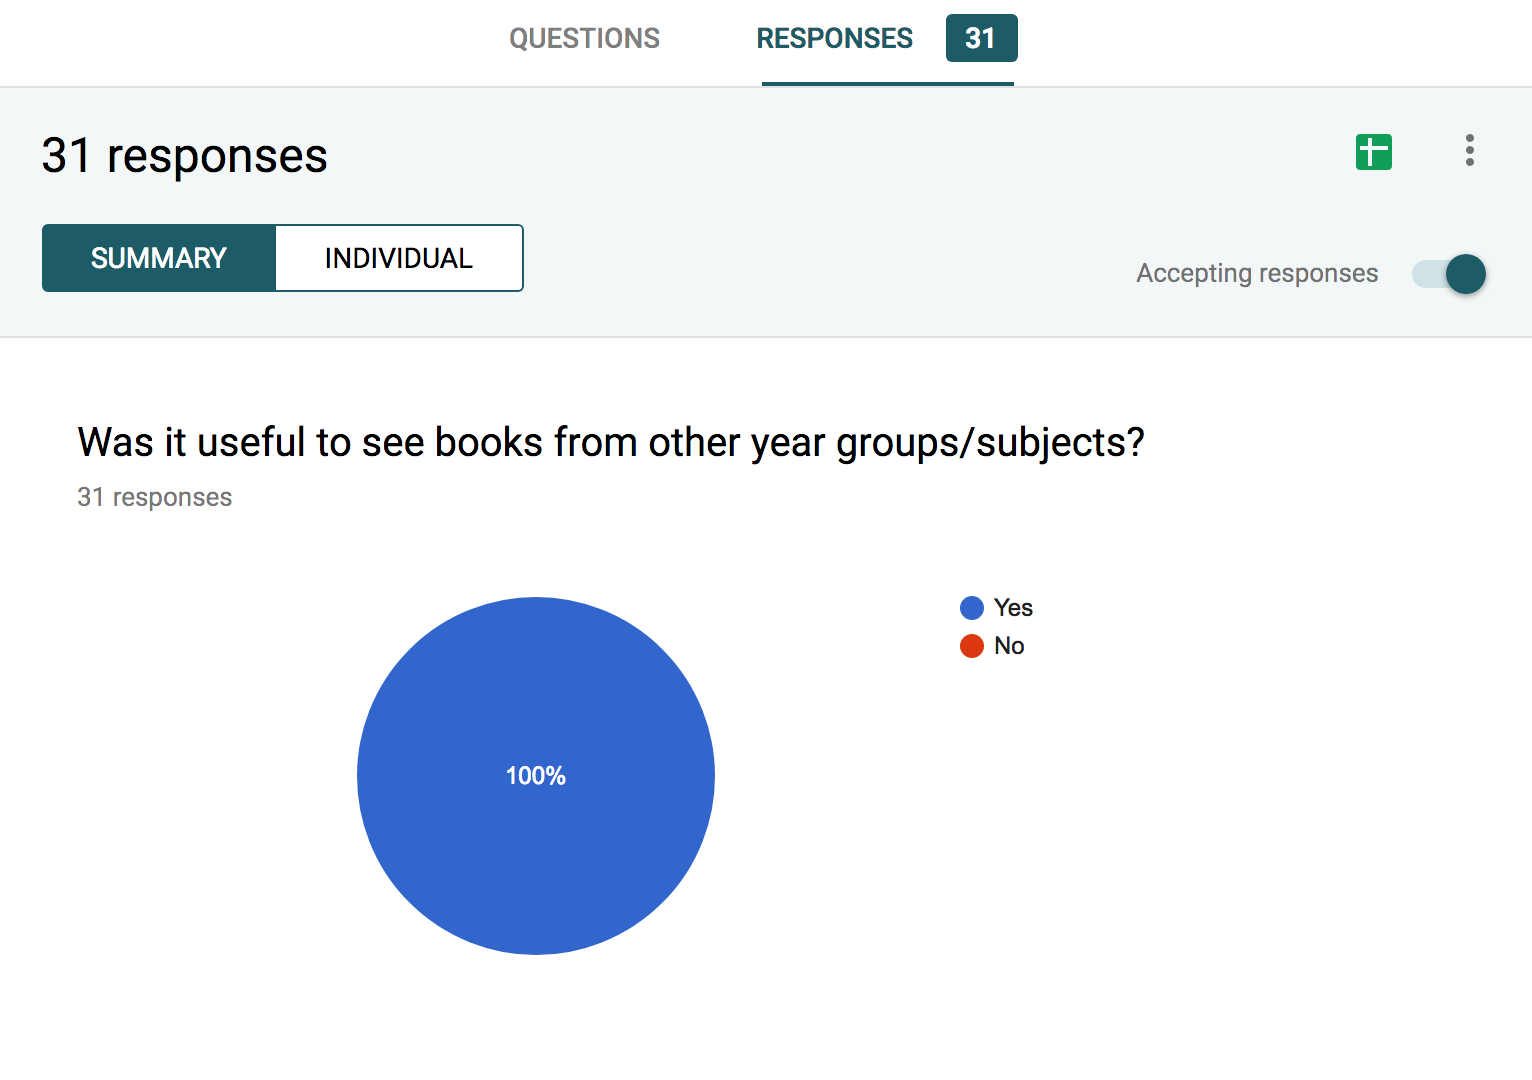 QUESTIONS RESPONSES 31
31 responses
SUMMARY INDIVIDUAL
Accepting responses
Was it useful to see books from other year groups/subjects?
31 responses
Yes
No
100%